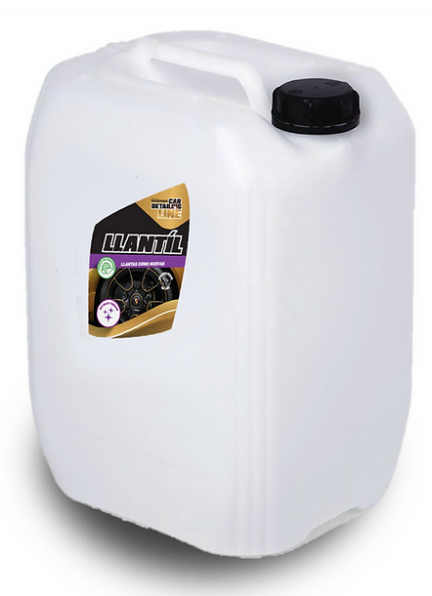 CAR
DETAILING
LINE
LLANTÍL
LLANTAS COMO NUEVAS